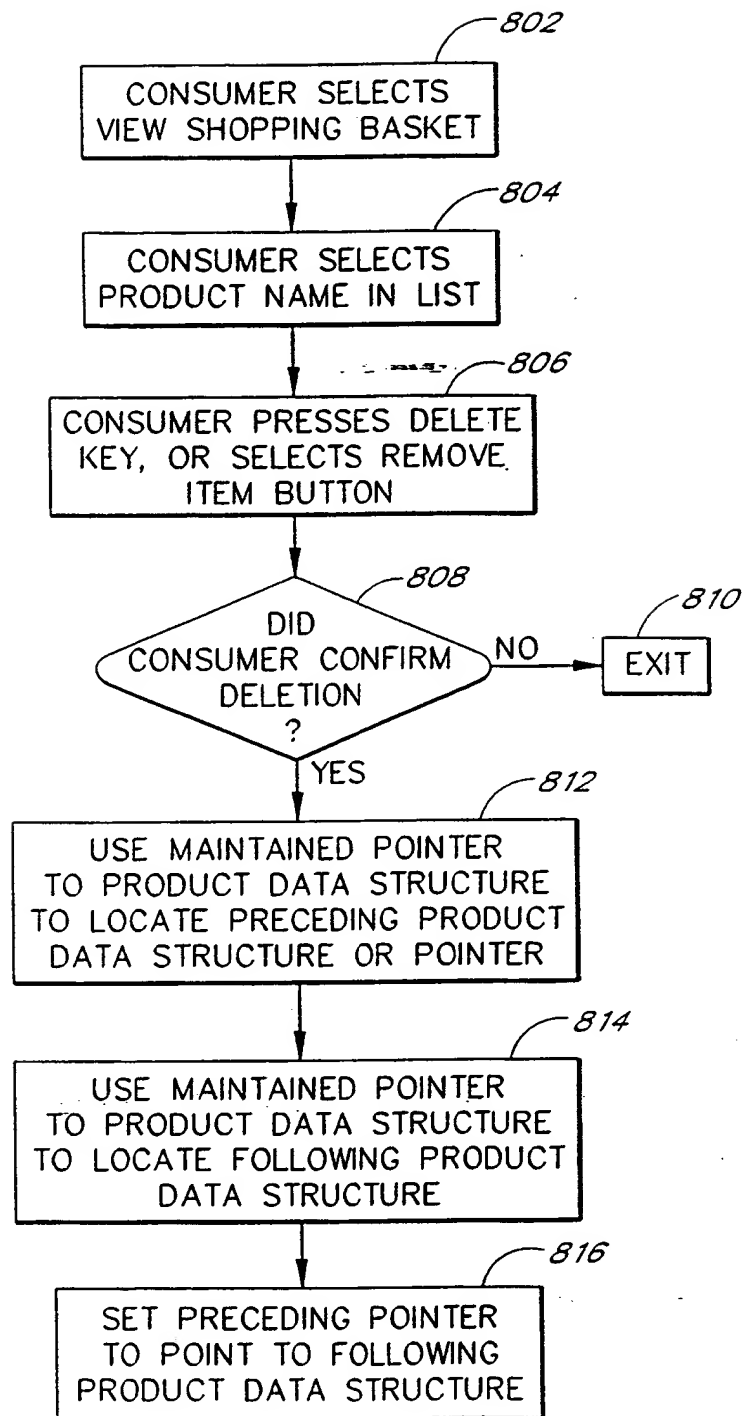 802
CONSUMER SELECTS
VIEW SHOPPING BASKET
804
CONSUMER SELECTS
PRODUCT NAME IN LIST
806
CONSUMER PRESSES DELETE
KEY, OR SELECTS REMOVE
ITEM BUTTON
808
DID
CONSUMER CONFIRM
DELETION
?
NO
810
EXIT
YES
812
USE MAINTAINED POINTER
TO PRODUCT DATA STRUCTURE
TO LOCATE PRECEDING PRODUCT
DATA STRUCTURE OR POINTER
814
USE MAINTAINED POINTER
TO PRODUCT DATA STRUCTURE
TO LOCATE FOLLOWING PRODUCT
DATA STRUCTURE
816
SET PRECEDING POINTER
TO POINT TO FOLLOWING
PRODUCT DATA STRUCTURE